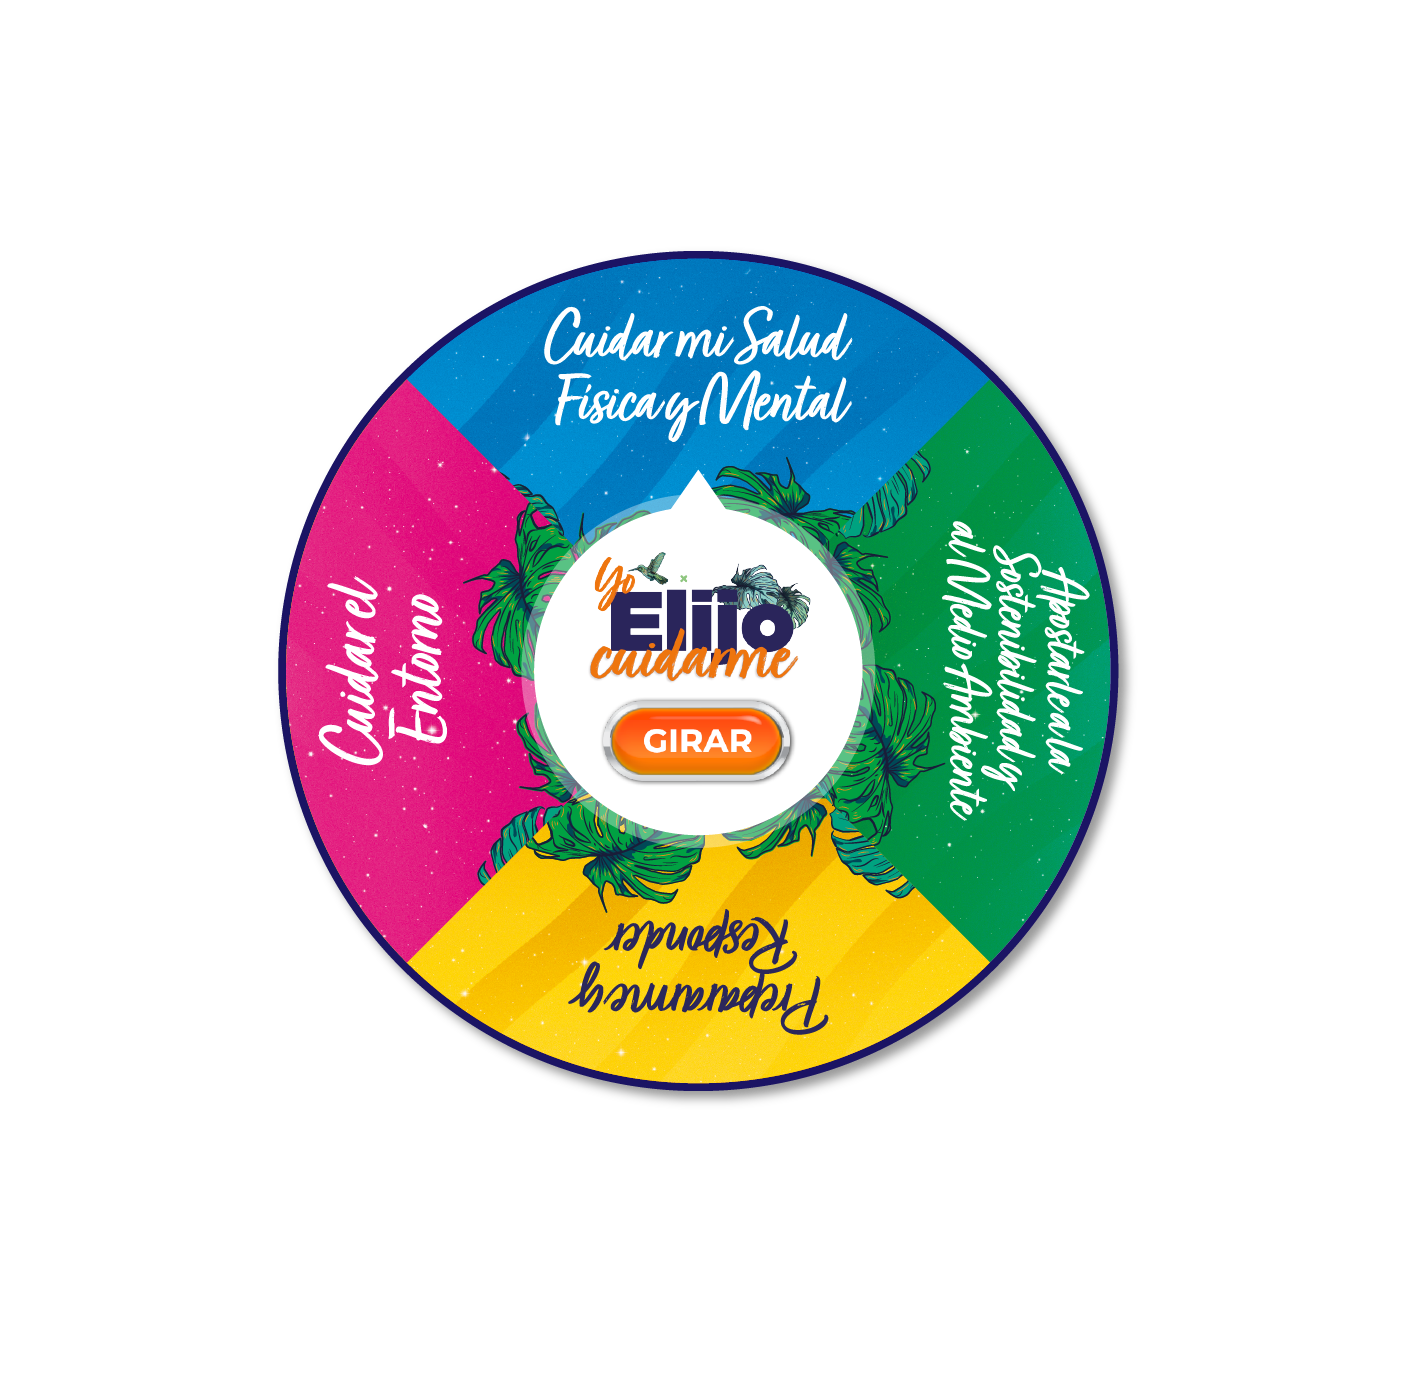 Cuidar mi Salud
Física y Mental
Apostarle a la
Sostenibilidad y
al Medio Ambiente
Prepararme y
Responder
Cuidar el
Entorno
Yo
Elijo
cuidarme
GIRAR